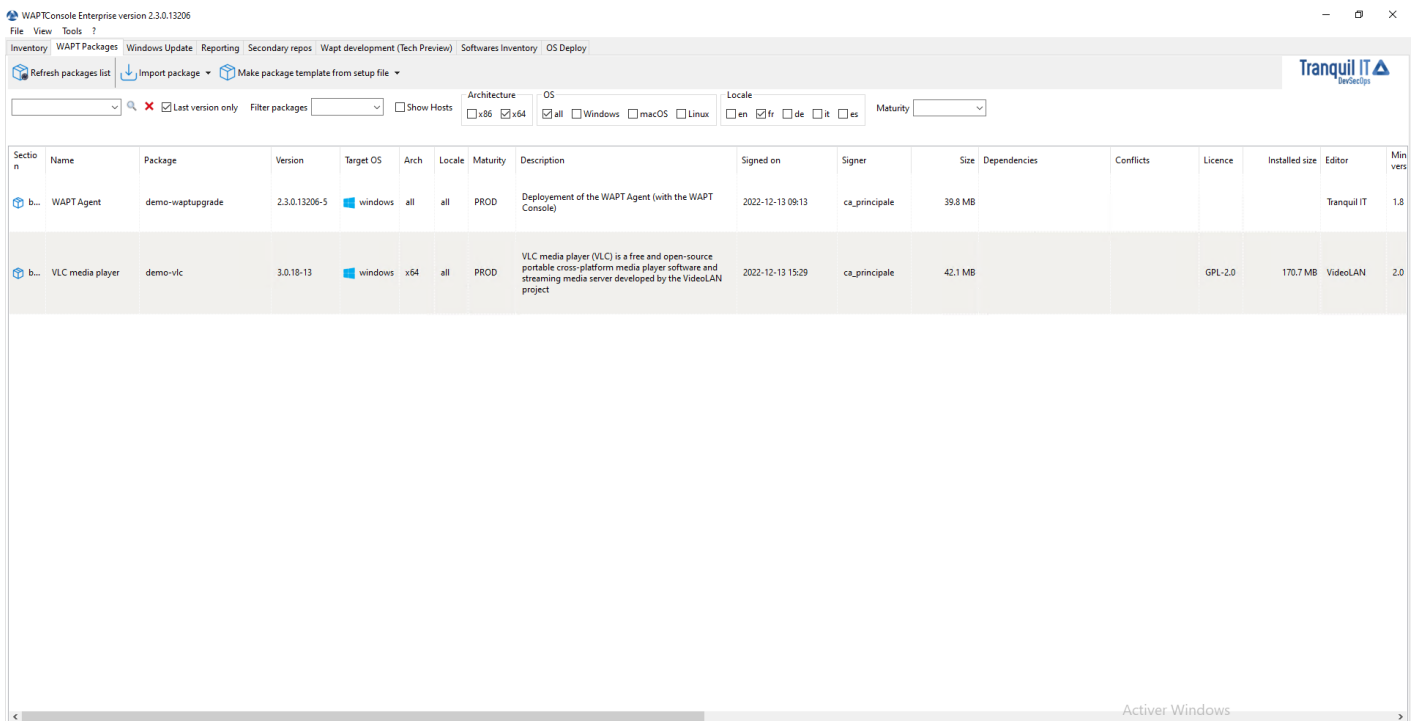 WAPTConsole Enterprise version 2.3.0.13206
File View Tools ?
Inventory WAPT Packages Windows Update Reporting Secondary repos Wapt development (Tech Preview) Softwares Inventory OS Deploy
Refresh packages list Import package Make package template from setup file
Tranquil IT
DevSecOps
Last version only Filter packages Show Hosts
Architecture
x86 x64
OS
all Windows macOS Linux
Locale
en fr de it es
Maturity
Sectio
n
Name Package Version Target OS Arch Locale Maturity Description Signed on Signer Size Dependencies Conflicts Licence Installed size Editor
Min
vers
b... WAPT Agent demo-waptupgrade 2.3.0.13206-5 windows all all PROD
Deployement of the WAPT Agent (with the WAPT
Console)
2022-12-13 09:13 ca_principale 39.8 MB Tranquil IT 1.8
b... VLC media player demo-vlc 3.0.18-13 windows x64 all PROD
VLC media player (VLC) is a free and open-source
portable cross-platform media player software and
streaming media server developed by the VideoLAN
project
2022-12-13 15:29 ca_principale 42.1 MB GPL-2.0 170.7 MB VideoLAN 2.0
Activer Windows